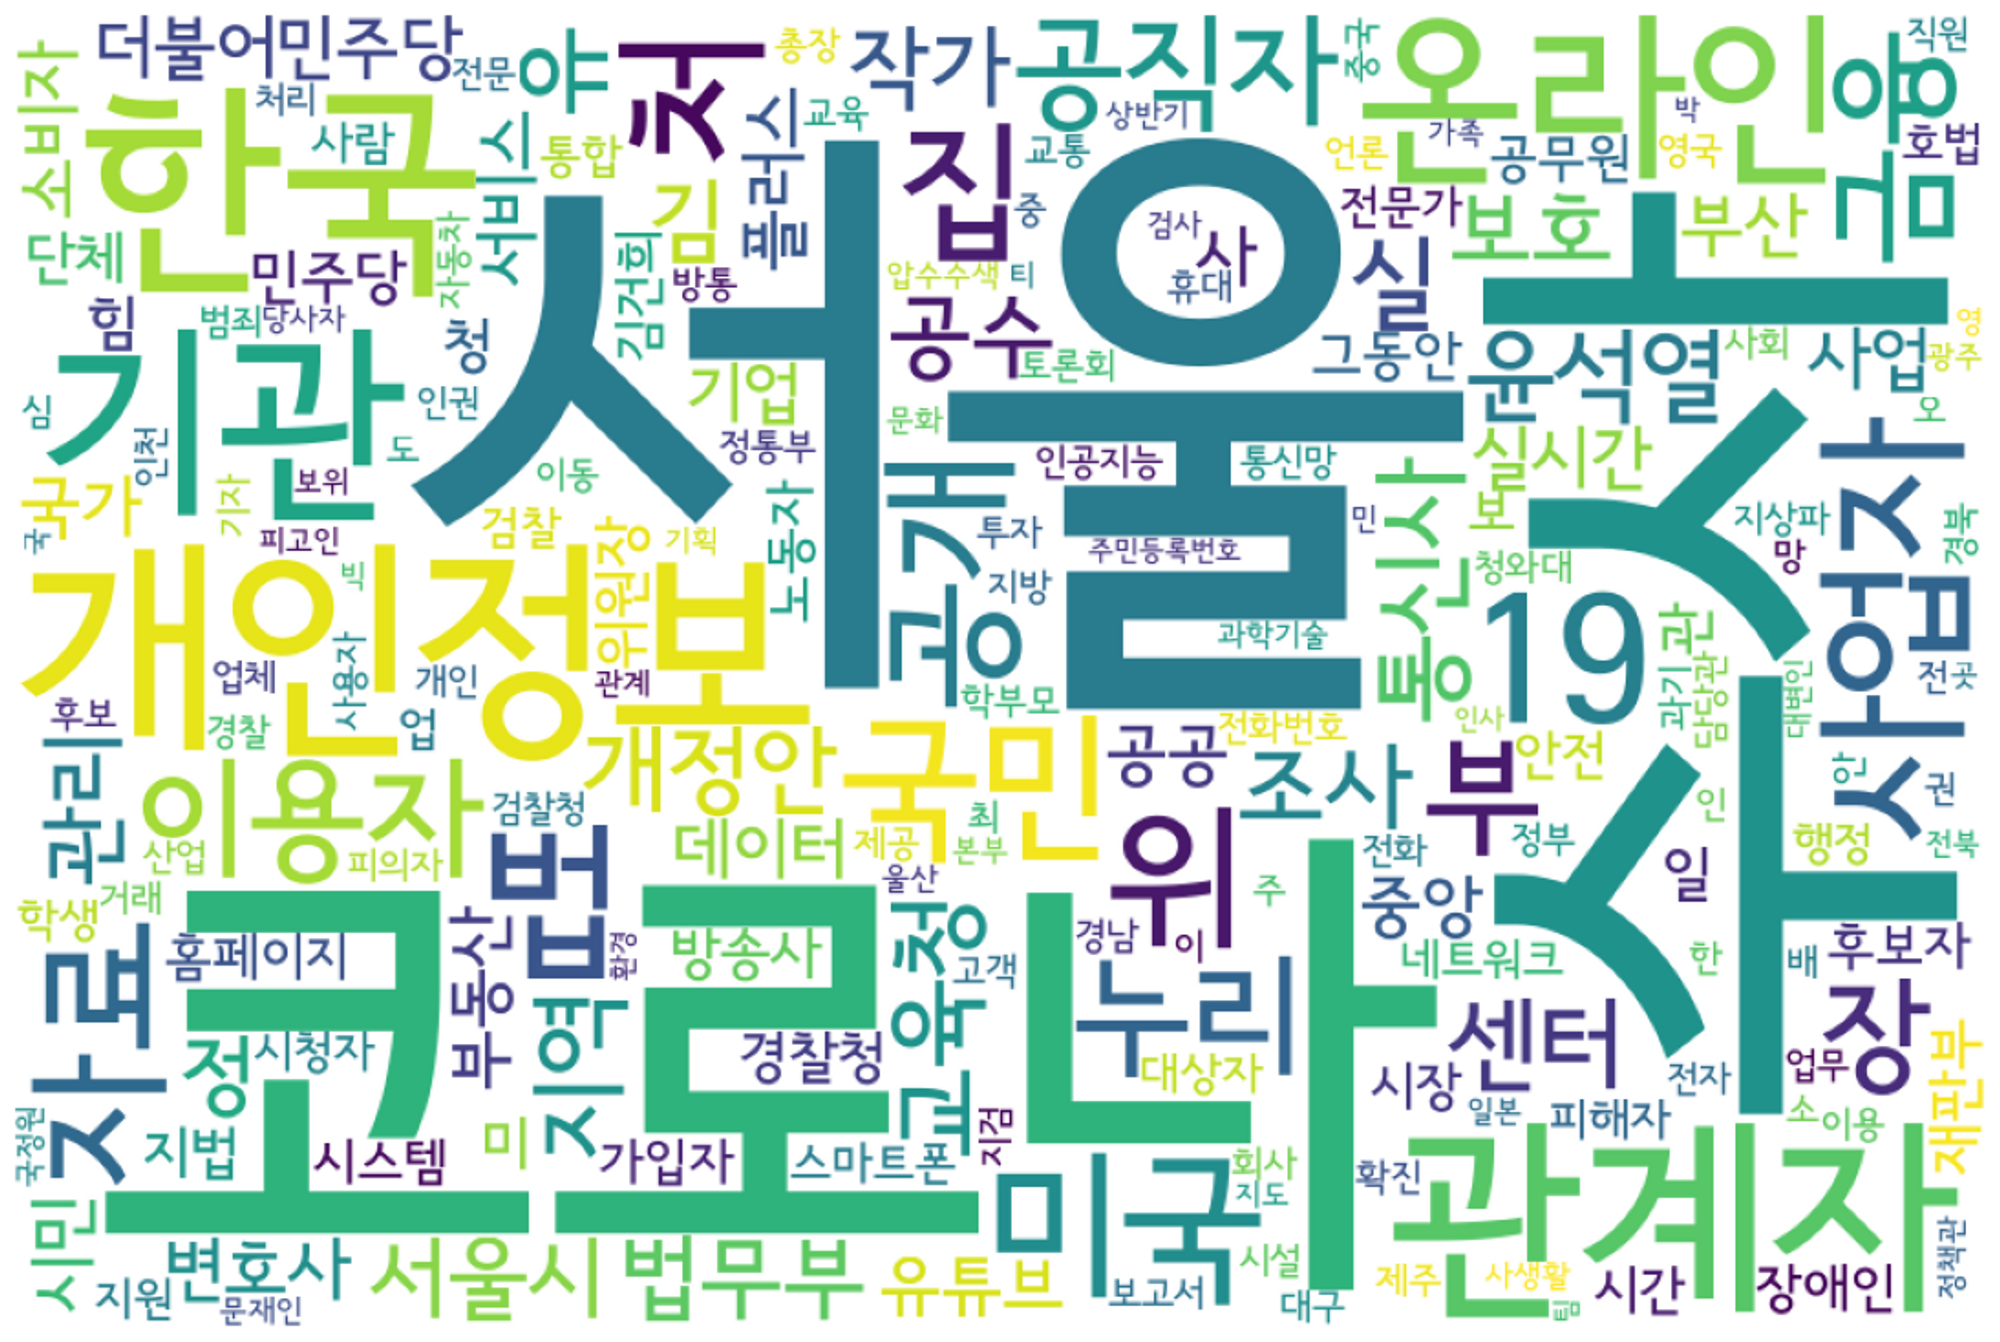 더불어민주당
전문
유
처
총장
작가
공직자
중국
온라인
용
직원
소비자
처리
사람
한국
서비스
통합
플러스
교육
상반기
집
교통
박
언론
가족
공무원
영국
호법
금
단체
민주당
자동차
김
김건희
방통
서울
중
검사
사
휴대
실
전문가
보호
부산
수사
힘
범죄
당사자
청
압수수색
티
공수
토론회
그동안
윤석열
사회
사업
영
광주
기관
심
인천
도
인권
기업
정통부
문화
공개
인공지능
통신망
통신사
실시간
오
사업자
국가
기자
보위
이동
노동자
투자
민
보
지상파
망
경북
국
피고인
빅
검찰
위원장
기획
주민등록번호
지방
청와대
개인정보
19
과학기술
과기관
담당관
대변인
전곳
업체
사용자
개인
관계
학부모
후보
경찰
업
전화번호
인사
관리
이용자
개정안
국민
공공
조사
부
안전
안
권
인
산업
피의자
검찰청
데이터
제공
최
본부
전화
정부
일
행정
전북
학생
거래
법
울산
위
주
중앙
자료
홈페이지
부동산
환경
방송사
교육청
고객
경남
이
네트워크
한
배
후보자
코로나
정
시청자
지역
경찰청
누리
대상자
시장
센터
전자
업무
장
재판부
국정원
지법
시스템
미
가입자
스마트폰
지검
미국
회사
지도
확진
일본
피해자
소
이용
관계자
시민
지원
변호사
문재인
서울시
법무부
유튜브
보고서
시설
대구
제주
사생활
팀
시간
장애인
정책관